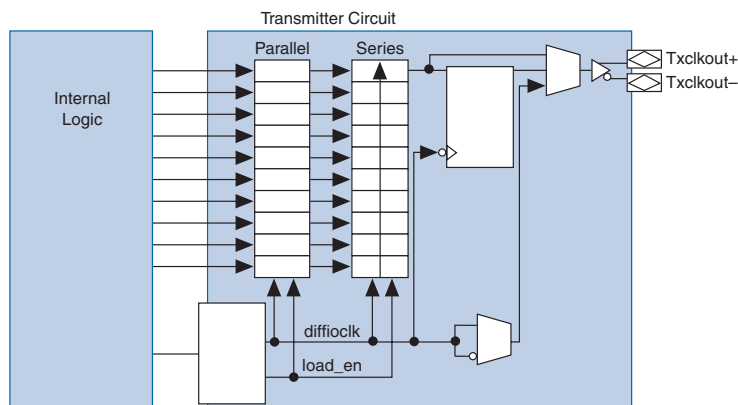 Transmitter Circuit
Parallel
Series
Txclkout+
Txclkout–
Internal
Logic
diffioclk
load_en